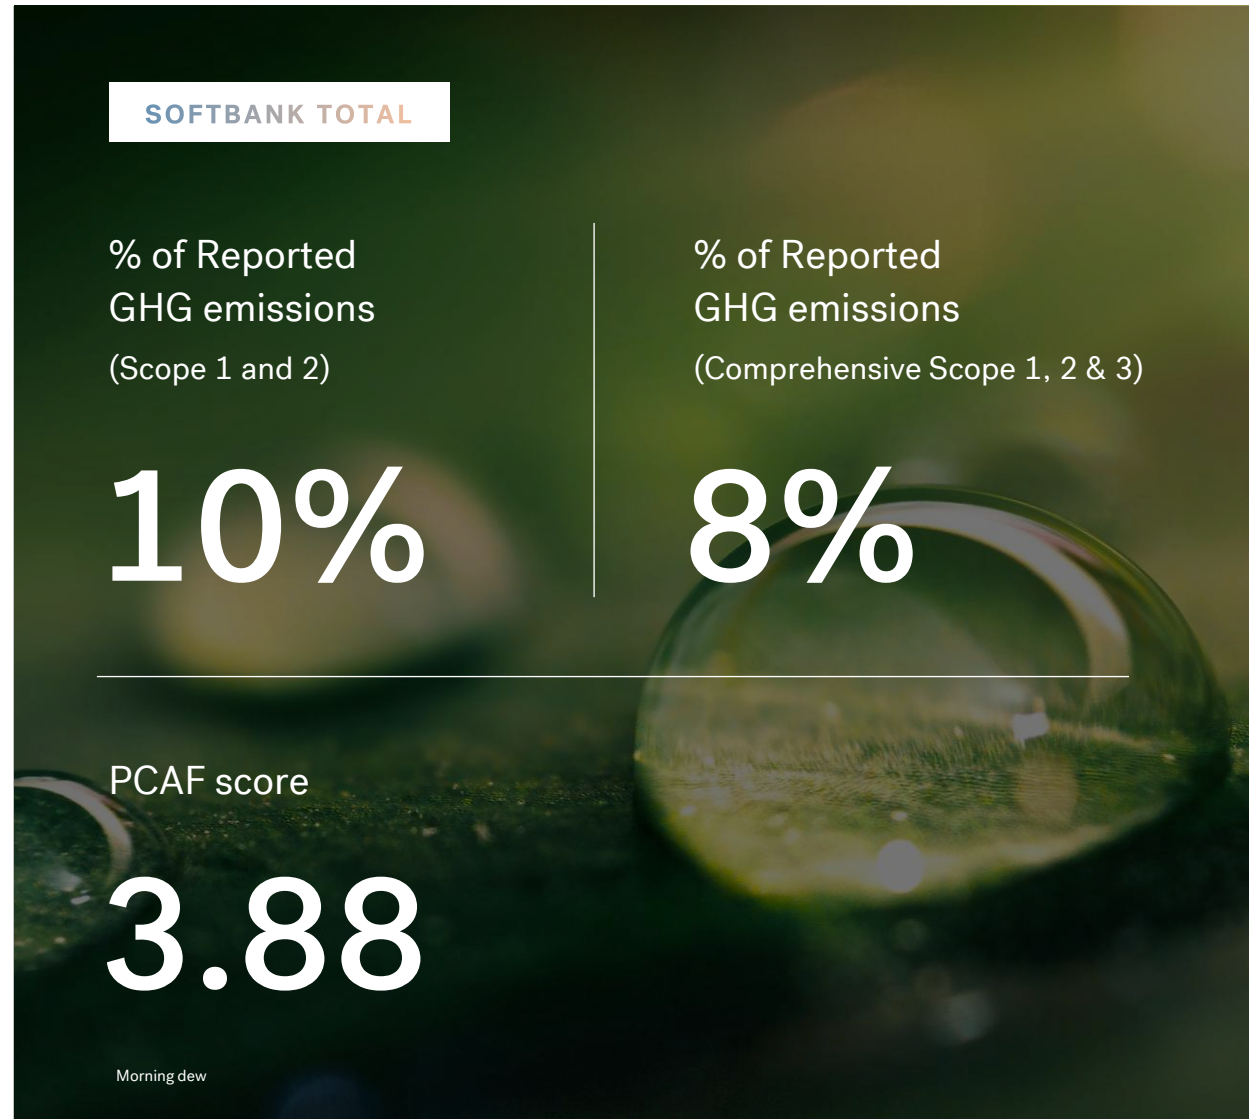 SOFTBANK TOTAL
% of Reported
GHG emissions
(Scope 1 and 2)
10%
% of Reported
GHG emissions
(Comprehensive Scope 1, 2 & 3)
8%
PCAF score
3.88
Morning dew